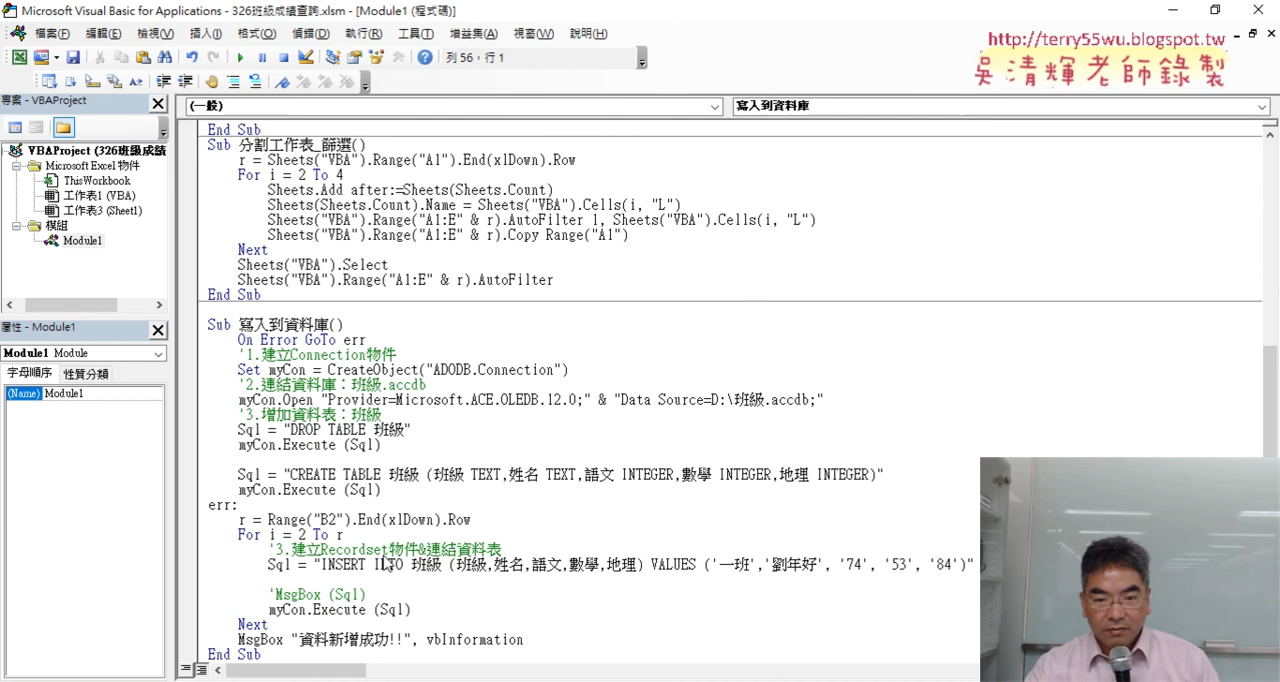 Microsoft Visual Basic for Applications - 326班級成績查詢.xlsm - [Module1 (程式碼)]
檔案(F) 編輯(E) 檢視(V) 插入(I) 格式(O) 偵錯(D) 執行(R) 工具(T) 增益集(A) 視窗(W) 說明(H)
http://terry55wu.blogspot.tw
吳清輝老師錄製
列 56，行 1
專案 - VBAProject
VBAProject (326班級成績
Microsoft Excel 物件
ThisWorkbook
工作表1 (VBA)
工作表3 (Sheet1)
模組
Module1
屬性 - Module1
Module1 Module
字母順序 性質分類
(Name) Module1
(一般) 寫入到資料庫
End Sub
Sub 分割工作表_篩選()
r = Sheets("VBA").Range("A1").End(xlDown).Row
For i = 2 To 4
Sheets.Add after:=Sheets(Sheets.Count)
Sheets(Sheets.Count).Name = Sheets("VBA").Cells(i, "L")
Sheets("VBA").Range("A1:E" & r).AutoFilter 1, Sheets("VBA").Cells(i, "L")
Sheets("VBA").Range("A1:E" & r).Copy Range("A1")
Next
Sheets("VBA").Select
Sheets("VBA").Range("A1:E" & r).AutoFilter
End Sub
Sub 寫入到資料庫()
On Error GoTo err
'1.建立Connection物件
Set myCon = CreateObject("ADODB.Connection")
'2.連結資料庫：班級.accdb
myCon.Open "Provider=Microsoft.ACE.OLEDB.12.0;" & "Data Source=D:\班級.accdb;"
'3.增加資料表：班級
Sql = "DROP TABLE 班級"
myCon.Execute (Sql)
Sql = "CREATE TABLE 班級 (班級 TEXT,姓名 TEXT,語文 INTEGER,數學 INTEGER,地理 INTEGER)"
myCon.Execute (Sql)
err:
r = Range("B2").End(xlDown).Row
For i = 2 To r
'3.建立Recordset物件&連結資料表
Sql = "INSERT INTO 班級 (班級,姓名,語文,數學,地理) VALUES ('一班','劉年好', '74', '53', '84')"
'MsgBox (Sql)
myCon.Execute (Sql)
Next
MsgBox "資料新增成功!!", vbInformation
End Sub